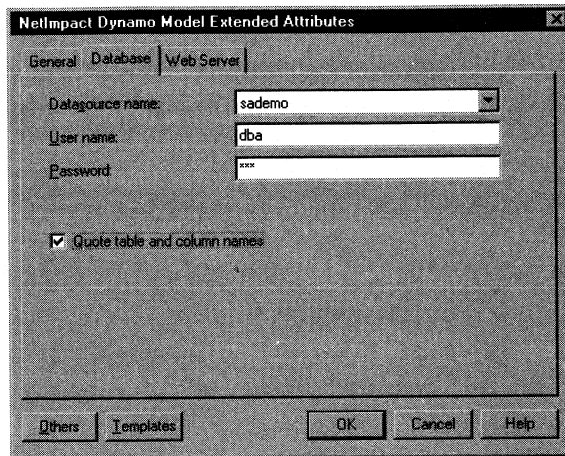 NetImpact Dynamo Model Extended Attributes
General Database Web Server
Datasource name: sademo
User name: dba
Password: ***
Quote table and column names
Others Templates OK Cancel Help